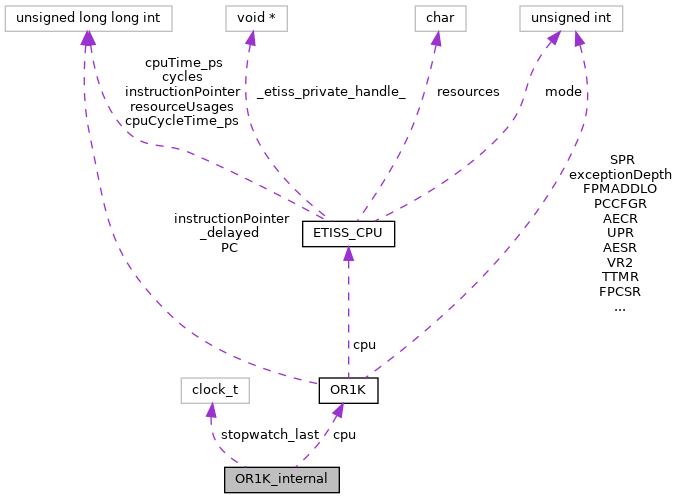 unsigned long long int
void *
char
unsigned int
cpuTime_ps
cycles
instructionPointer
resourceUsages
cpuCycleTime_ps
_etiss_private_handle_
resources
mode
SPR
exceptionDepth
FPMADDLO
PCCFGR
AECR
UPR
AESR
VR2
TTMR
FPCSR
...
instructionPointer
_delayed
PC
ETISS_CPU
cpu
clock_t
OR1K
stopwatch_last
cpu
OR1K_internal